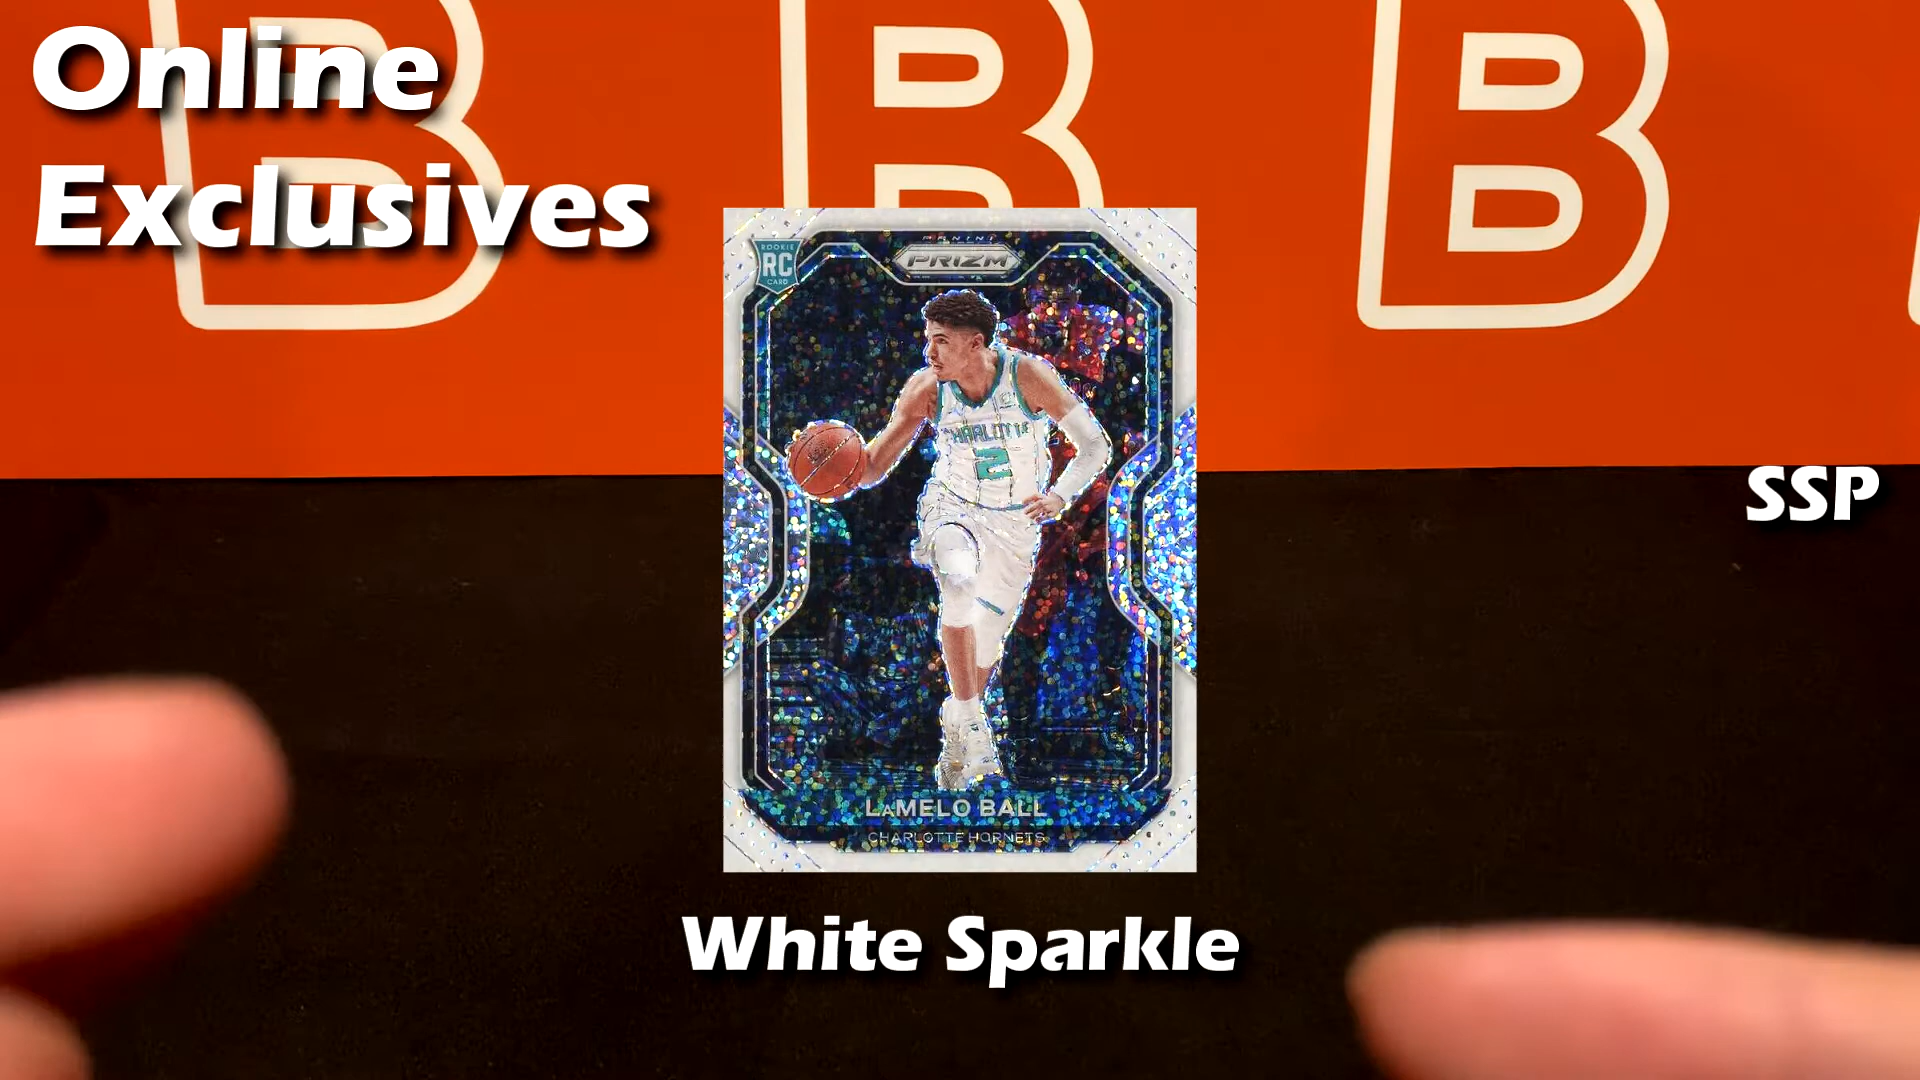 Online
Exclusives
B B B
PANINI
PRIZM
ROOKIE
RC
CARD
CHARLOTTE
2
SSP
LaMELO BALL
CHARLOTTE HORNETS
White Sparkle